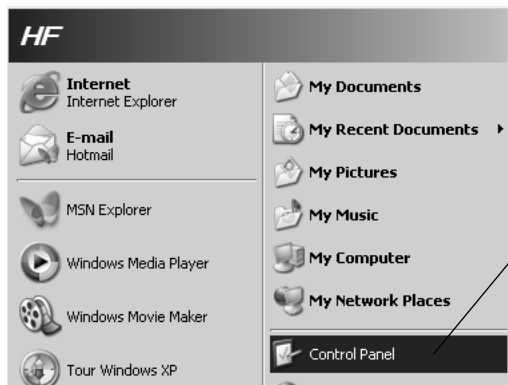 HF
Internet
Internet Explorer
E-mail
Hotmail
MSN Explorer
Windows Media Player
Windows Movie Maker
Tour Windows XP
My Documents
My Recent Documents
My Pictures
My Music
My Computer
My Network Places
Control Panel